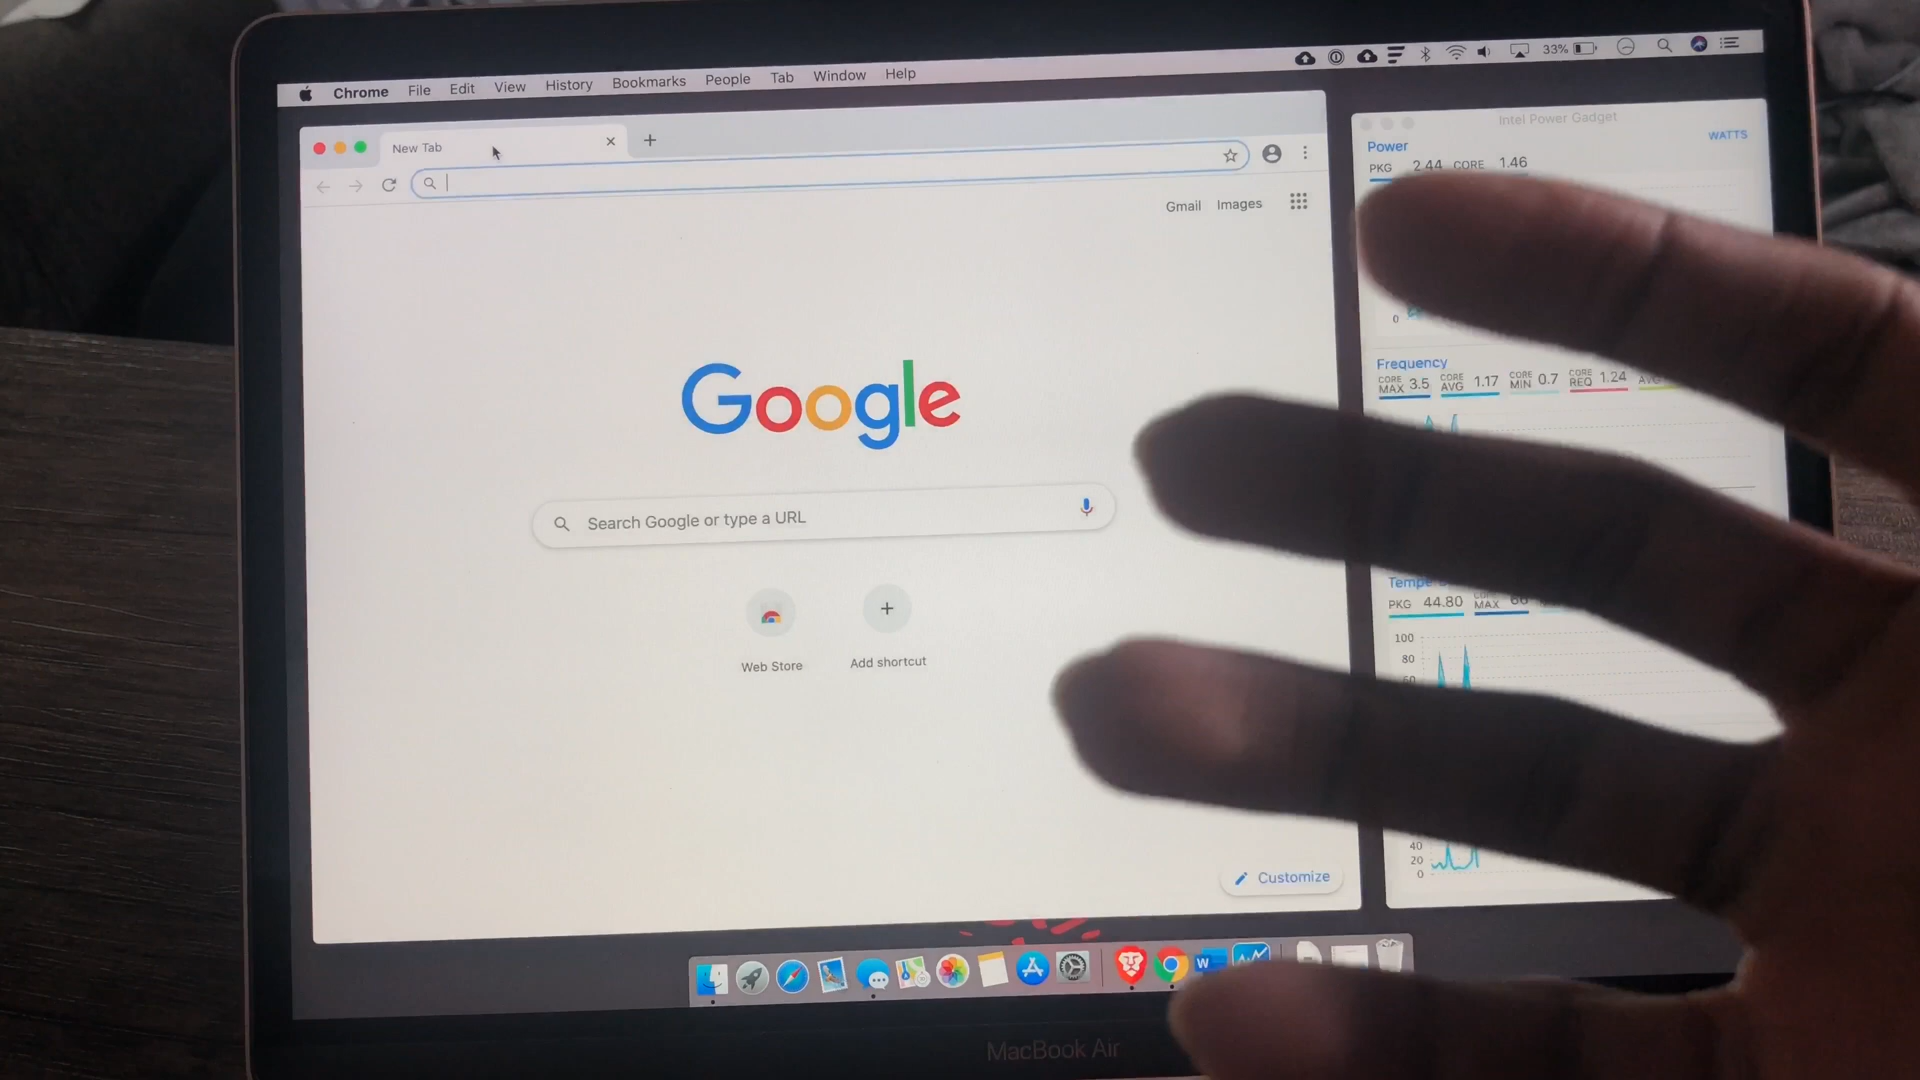 Chrome File Edit View History Bookmarks People Tab Window Help 33%
New Tab
Gmail Images
Google
Search Google or type a URL
Web Store Add shortcut
Customize
Intel Power Gadget
Power WATTS
PKG 2.44 CORE 1.46
0
Frequency
CORE MAX 3.5 CORE AVG 1.17 CORE MIN 0.7 CORE REQ 1.24
PKG 44.80 MAX
100
80
60
40
20
0
W
MacBook Air